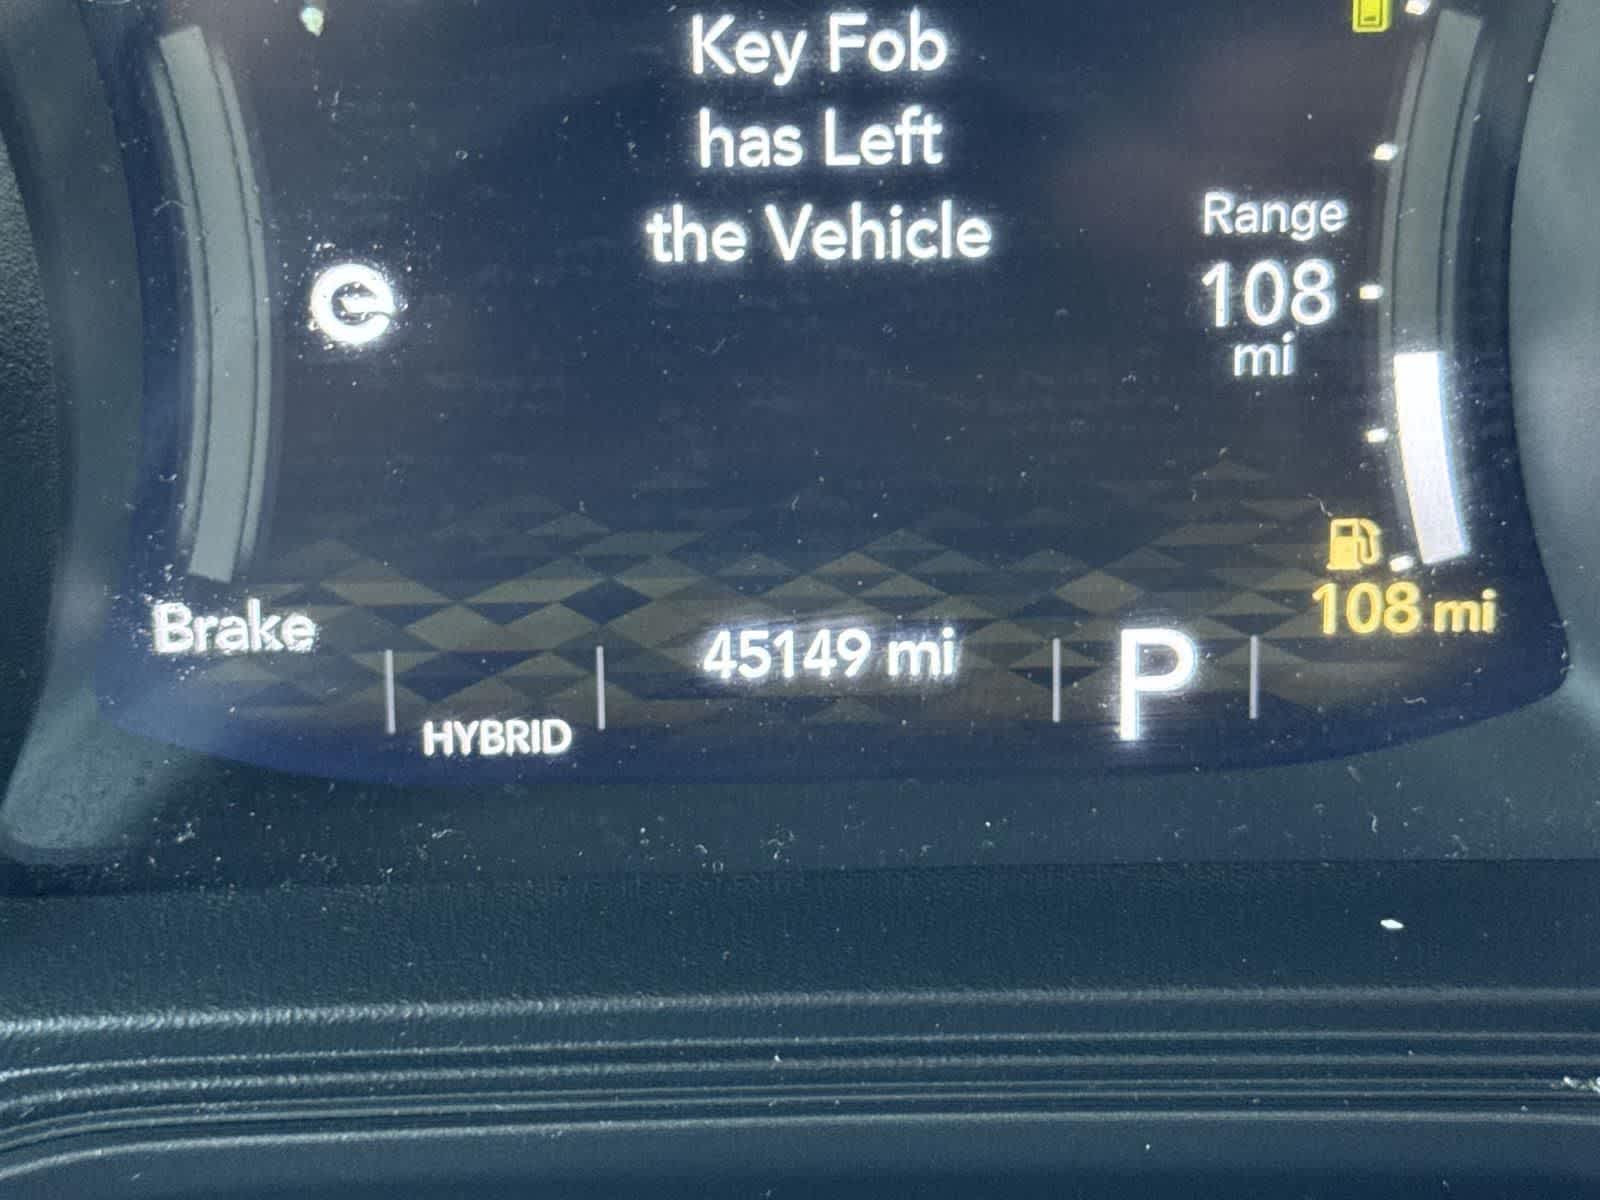 Key Fob
has Left
the Vehicle
Range
108
mi
108 mi
Brake
45149 mi
P
HYBRID